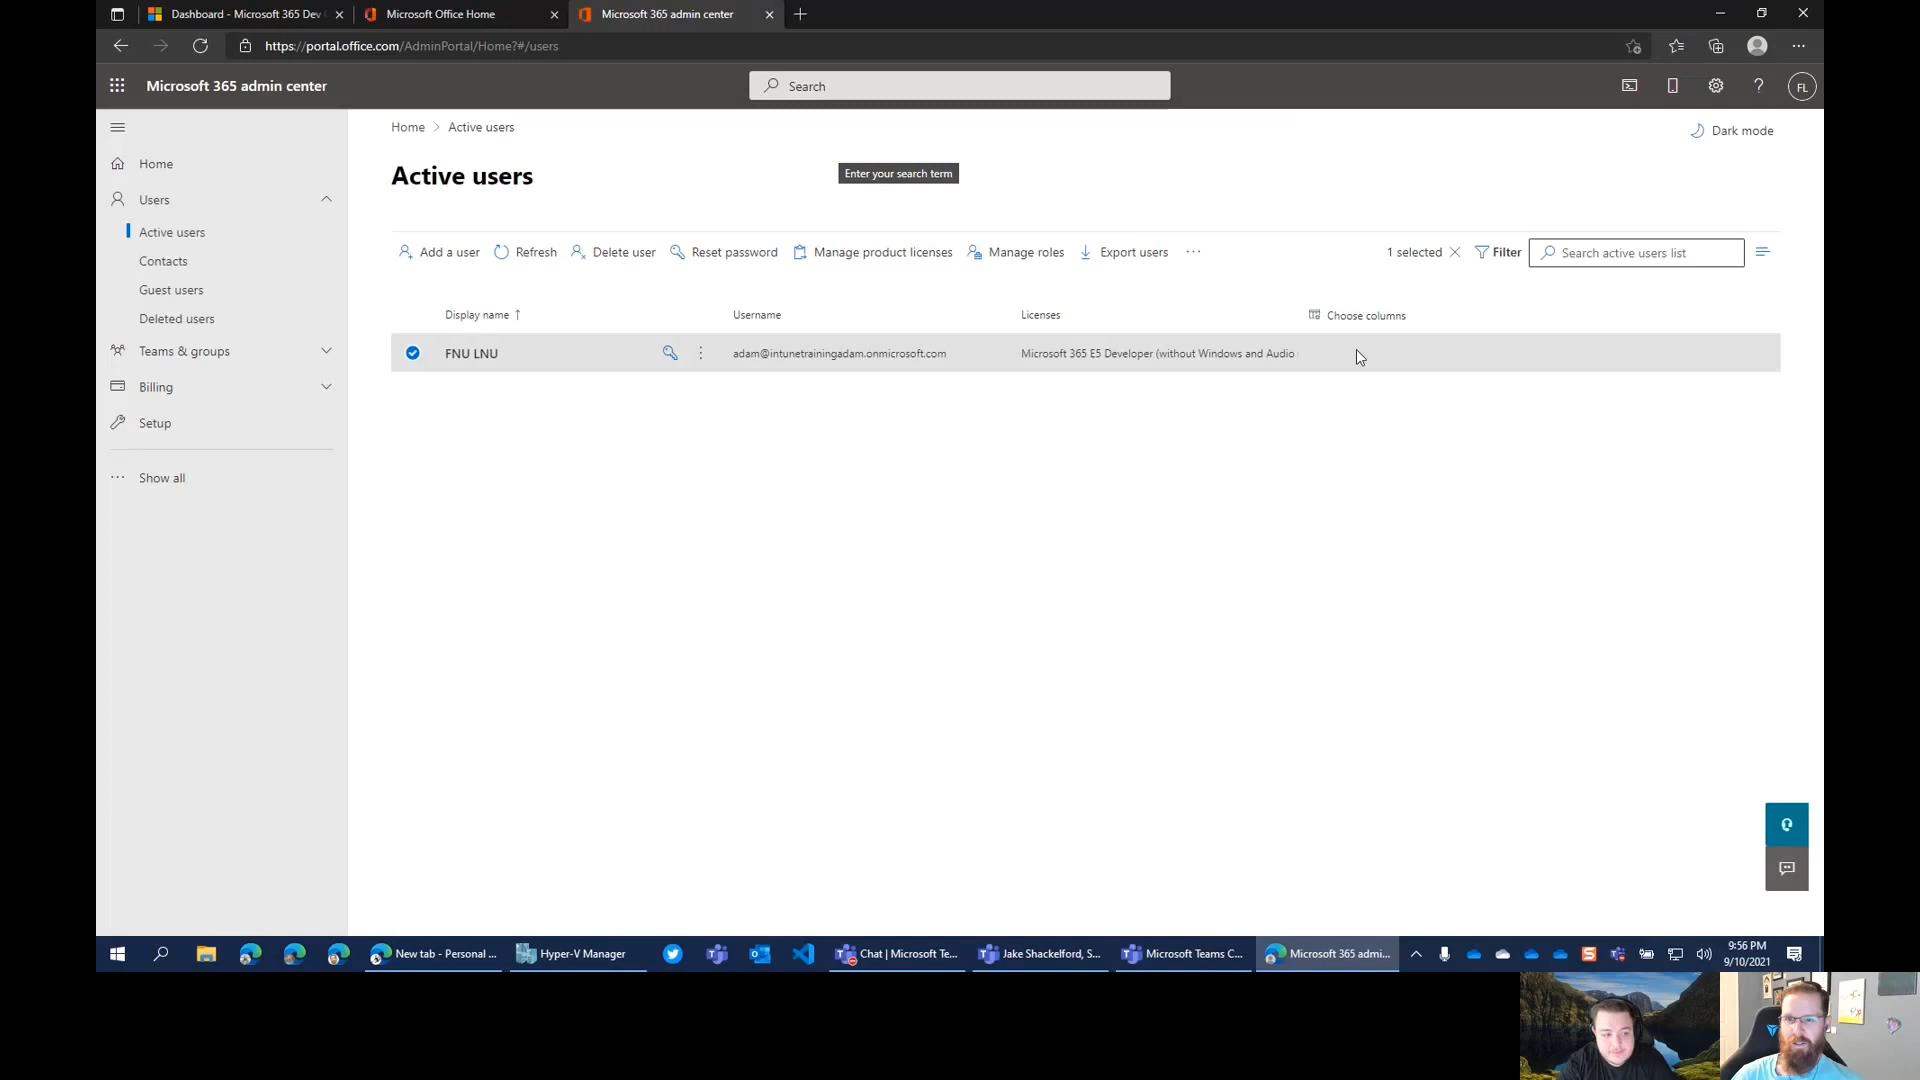 Dashboard - Microsoft 365 Dev
Microsoft Office Home
Microsoft 365 admin center
https://portal.office.com/AdminPortal/Home?#/users
Microsoft 365 admin center
Search
FL
Home > Active users
Dark mode
Active users
Enter your search term
Home
Users
Active users
Contacts
Guest users
Deleted users
Teams & groups
Billing
Setup
Show all
Add a user
Refresh
Delete user
Reset password
Manage product licenses
Manage roles
Export users
1 selected
Filter
Search active users list
Display name ↑
Username
Licenses
Choose columns
FNU LNU
adam@intunetrainingadam.onmicrosoft.com
Microsoft 365 E5 Developer (without Windows and Audio
New tab - Personal ...
Hyper-V Manager
Chat | Microsoft Te...
Jake Shackelford, S...
Microsoft Teams C...
Microsoft 365 admi...
9:56 PM
9/10/2021